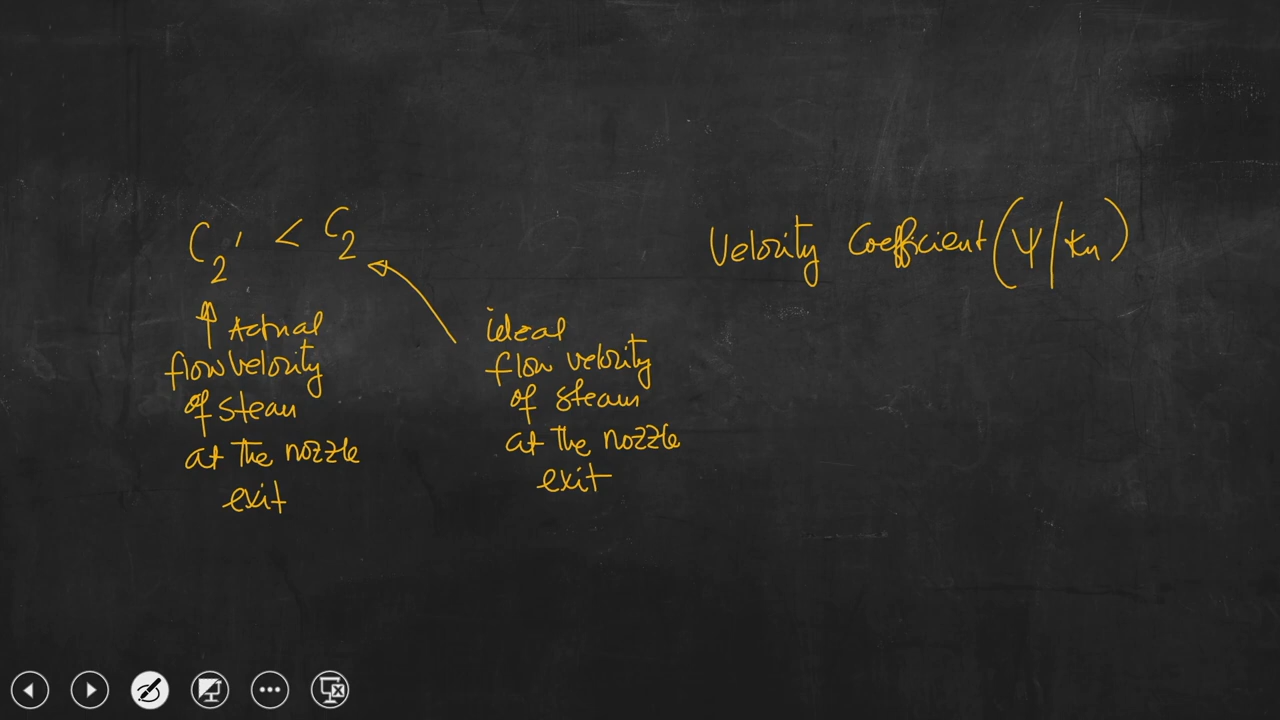 C₂' < C₂
Velocity Coefficient (Ψ/kn)
Actual
flow velocity
of steam
at the nozzle
exit
ideal
flow velocity
of steam
at the nozzle
exit